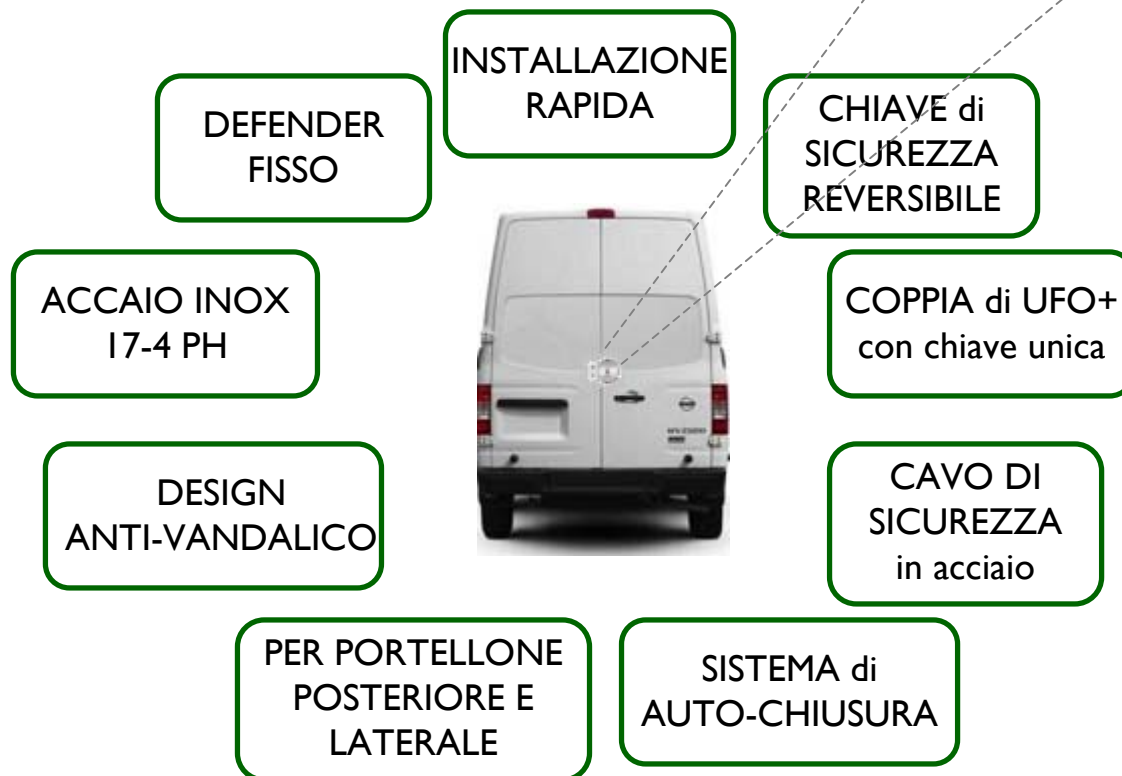 INSTALLAZIONE
RAPIDA
DEFENDER
FISSO
CHIAVE di
SICUREZZA
REVERSIBILE
ACCAIO INOX
17-4 PH
COPPIA di UFO+
con chiave unica
DESIGN
ANTI-VANDALICO
CAVO DI
SICUREZZA
in acciaio
PER PORTELLONE
POSTERIORE E
LATERALE
SISTEMA di
AUTO-CHIUSURA